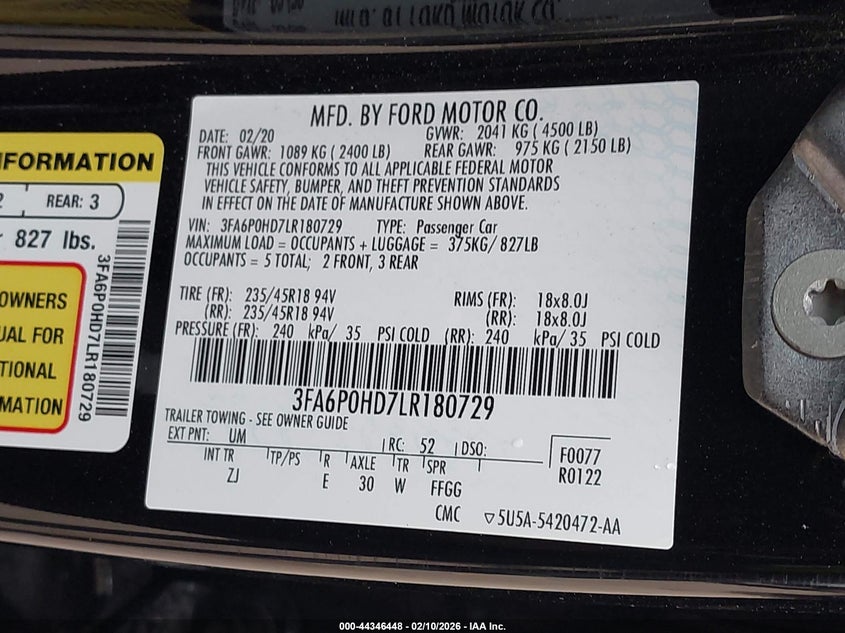 MFD. BY FORD MOTOR CO.
DATE: 02/20 GVWR: 2041 KG ( 4500 LB)
FRONT GAWR: 1089 KG ( 2400 LB) REAR GAWR: 975 KG ( 2150 LB)
THIS VEHICLE CONFORMS TO ALL APPLICABLE FEDERAL MOTOR
VEHICLE SAFETY, BUMPER, AND THEFT PREVENTION STANDARDS
IN EFFECT ON THE DATE OF MANUFACTURE SHOWN ABOVE.
VIN: 3FA6P0HD7LR180729 TYPE: Passenger Car
MAXIMUM LOAD = OCCUPANTS + LUGGAGE = 375KG/ 827LB
OCCUPANTS = 5 TOTAL; 2 FRONT, 3 REAR
TIRE (FR): 235/45R18 94V RIMS (FR): 18x8.0J
(RR): 235/45R18 94V (RR): 18x8.0J
PRESSURE (FR): 240 kPa/ 35 PSI COLD (RR): 240 kPa/ 35 PSI COLD
3FA6P0HD7LR180729
TRAILER TOWING - SEE OWNER GUIDE
EXT PNT: UM RC: 52 DSO:
INT TR TP/PS R AXLE TR SPR
ZJ E 30 W FFGG
F0077
R0122
CMC 5U5A-5420472-AA
INFORMATION
2 REAR: 3
827 lbs.
OWNERS
UAL FOR
TIONAL
MATION
3FA6P0HD7LR180729
000-44346448 - 02/10/2026 - IAA Inc.